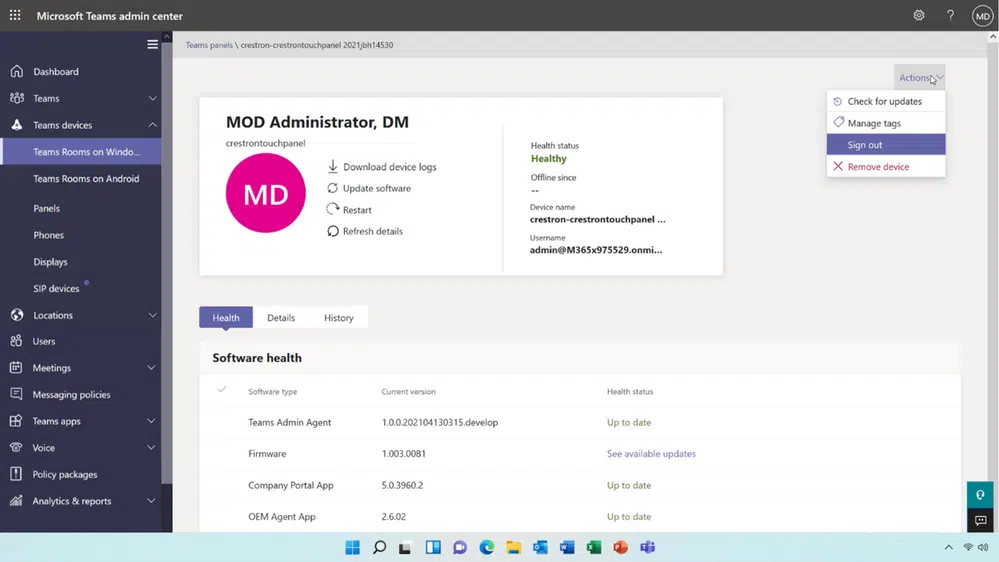 Microsoft Teams admin center
?
MD
Teams panels \ crestron-crestrontouchpanel 2021jbh14530
Dashboard
Teams
Teams devices
Teams Rooms on Windo...
Teams Rooms on Android
Panels
Phones
Displays
SIP devices
Locations
Users
Meetings
Messaging policies
Teams apps
Voice
Policy packages
Analytics & reports
Actions
Check for updates
Manage tags
Sign out
Remove device
MOD Administrator, DM
crestrontouchpanel
MD
Download device logs
Update software
Restart
Refresh details
Health status
Healthy
Offline since
--
Device name
crestron-crestrontouchpanel ...
Username
admin@M365x975529.onmi...
Health Details History
Software health
Software type Current version Health status
Teams Admin Agent 1.0.0.202104130315.develop Up to date
Firmware 1.003.0081 See available updates
Company Portal App 5.0.3960.2 Up to date
OEM Agent App 2.6.02 Up to date